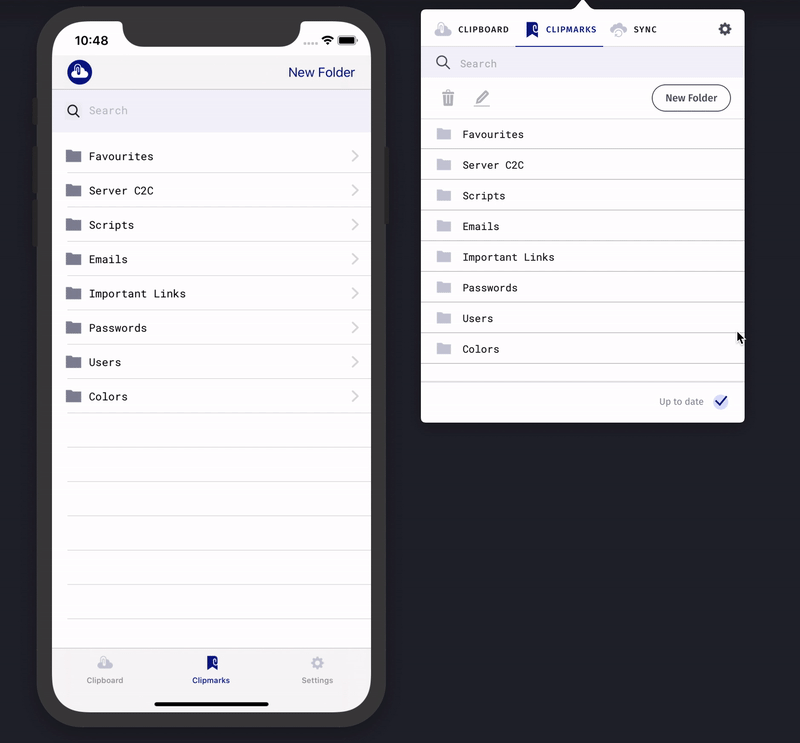 10:48
New Folder
Search
Favourites
Server C2C
Scripts
Emails
Important Links
Passwords
Users
Colors
Clipboard
Clipmarks
Settings
CLIPBOARD
CLIPMARKS
SYNC
Search
New Folder
Favourites
Server C2C
Scripts
Emails
Important Links
Passwords
Users
Colors
Up to date